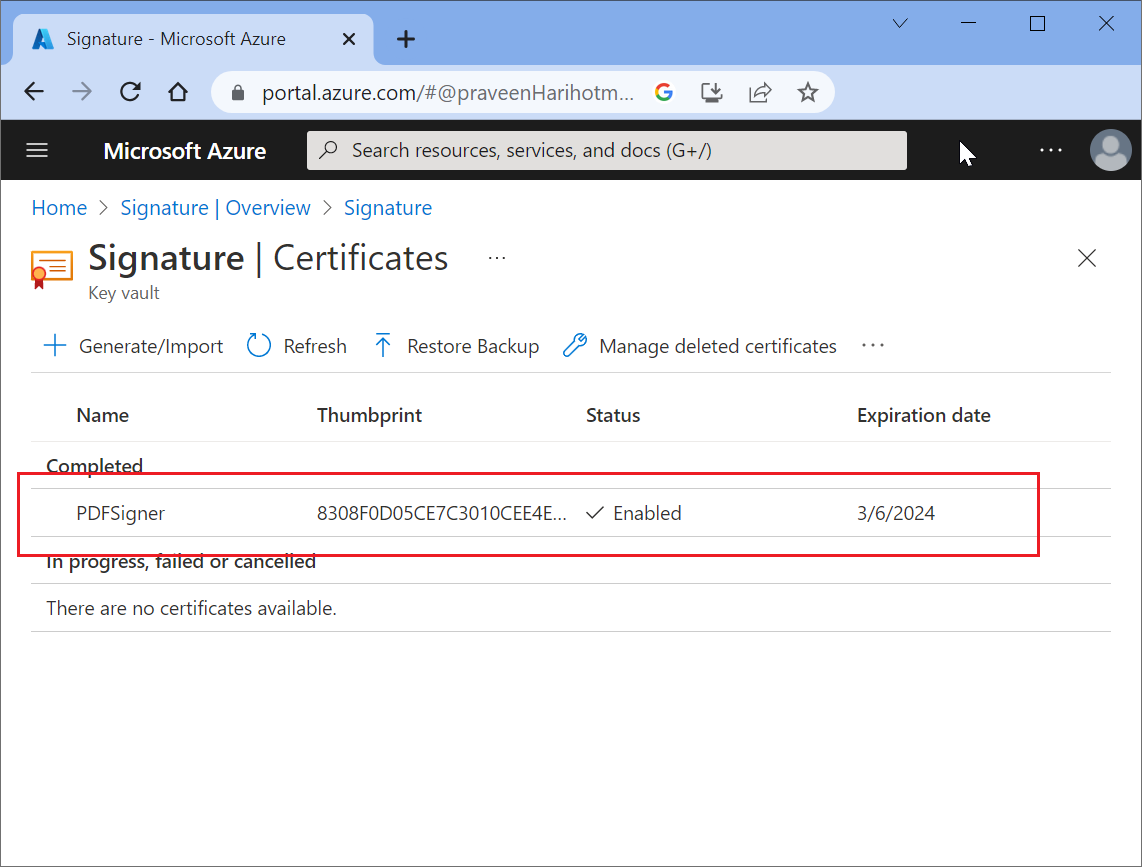 Signature - Microsoft Azure
portal.azure.com/#@praveenHarihotm...
Microsoft Azure
Search resources, services, and docs (G+/)
Home > Signature | Overview > Signature
Signature | Certificates ...
Key vault
Generate/Import Refresh Restore Backup Manage deleted certificates ...
Name Thumbprint Status Expiration date
Completed
PDFSigner 8308F0D05CE7C3010CEE4E... Enabled 3/6/2024
In progress, failed or cancelled
There are no certificates available.